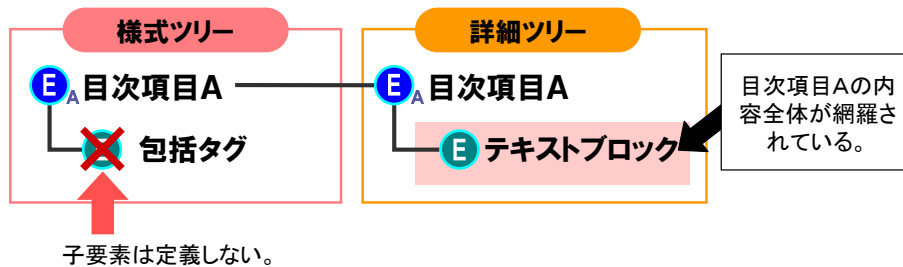 様式ツリー
詳細ツリー
E A 目次項目A
E A 目次項目A
包括タグ
E テキストブロック
目次項目Aの内
容全体が網羅さ
れている。
子要素は定義しない。